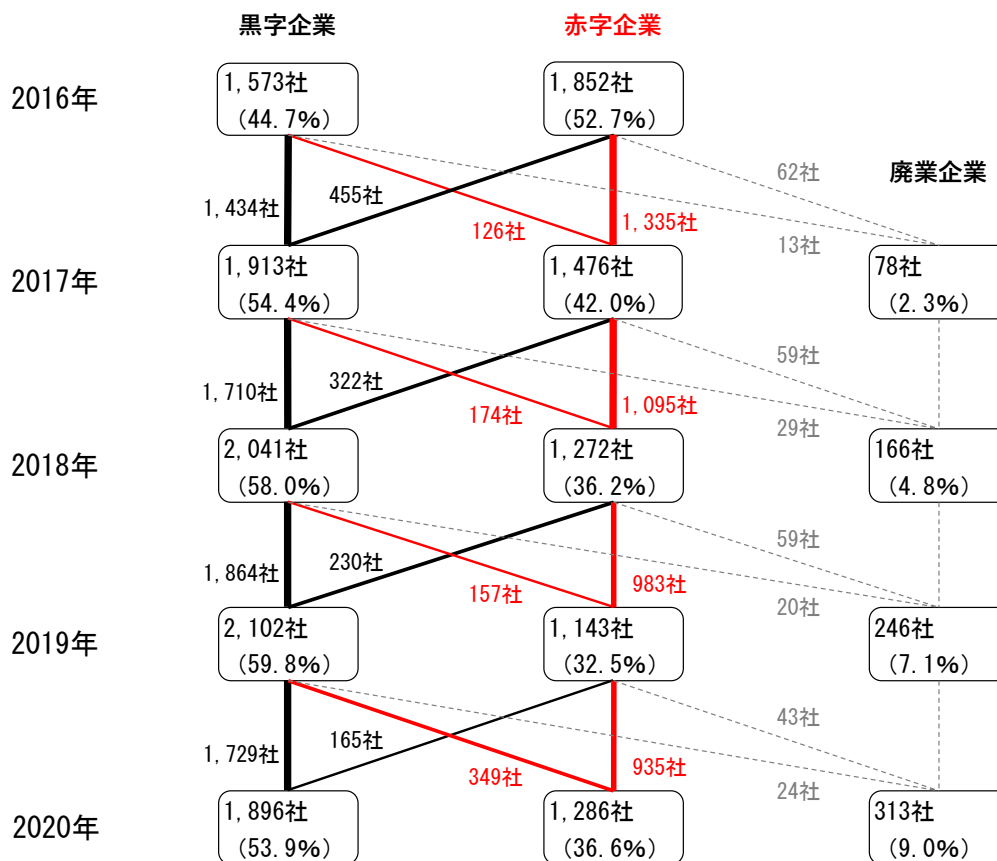 黒字企業
赤字企業
2016年
1,573社
(44.7%)
1,852社
(52.7%)
廃業企業
1,434社
455社
126社
1,335社
62社
13社
2017年
1,913社
(54.4%)
1,476社
(42.0%)
78社
(2.3%)
1,710社
322社
174社
1,095社
59社
29社
2018年
2,041社
(58.0%)
1,272社
(36.2%)
166社
(4.8%)
1,864社
230社
157社
983社
59社
20社
2019年
2,102社
(59.8%)
1,143社
(32.5%)
246社
(7.1%)
1,729社
165社
349社
935社
43社
24社
2020年
1,896社
(53.9%)
1,286社
(36.6%)
313社
(9.0%)